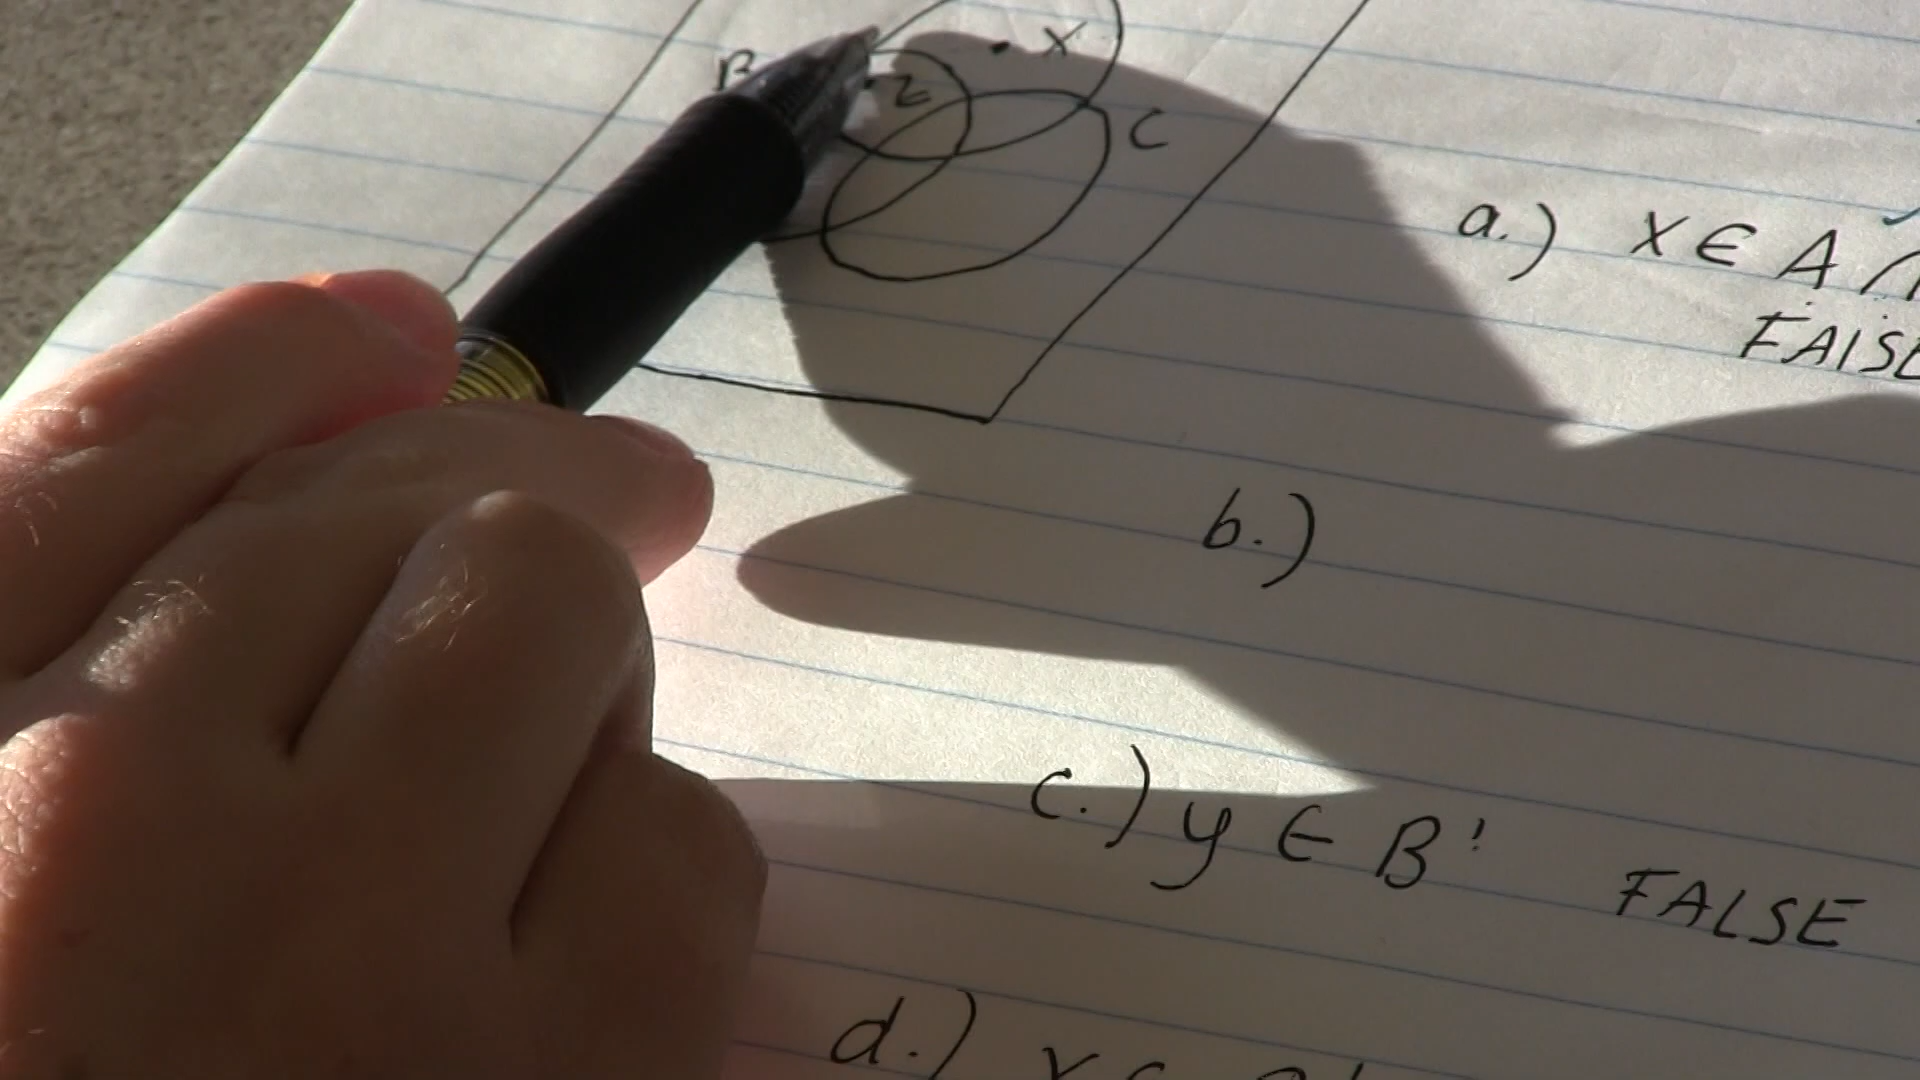 B
z
x
C
a.) x ∈ A ∩
FALSE
b.)
c.) y ∈ B' FALSE
d.)